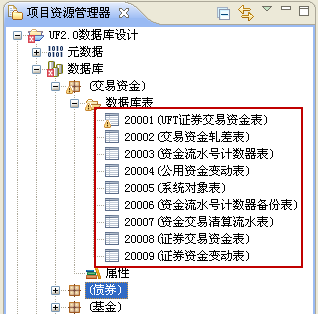 项目资源管理器
UF2.0数据库设计
元数据
数据库
(交易资金)
数据库表
20001(UFT证券交易资金表)
20002(交易资金轧差表)
20003(资金流水号计数器表)
20004(公用资金变动表)
20005(系统对象表)
20006(资金流水号计数器备份表)
20007(资金交易清算流水表)
20008(证券交易资金表)
20009(证券资金变动表)
属性
(债券)
(基金)